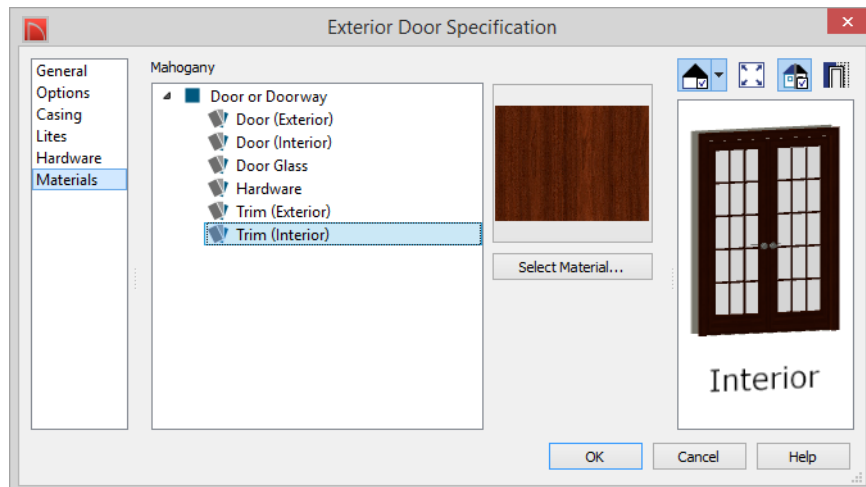 Exterior Door Specification
General
Options
Casing
Lites
Hardware
Materials
Mahogany
Door or Doorway
Door (Exterior)
Door (Interior)
Door Glass
Hardware
Trim (Exterior)
Trim (Interior)
Select Material...
Interior
OK
Cancel
Help